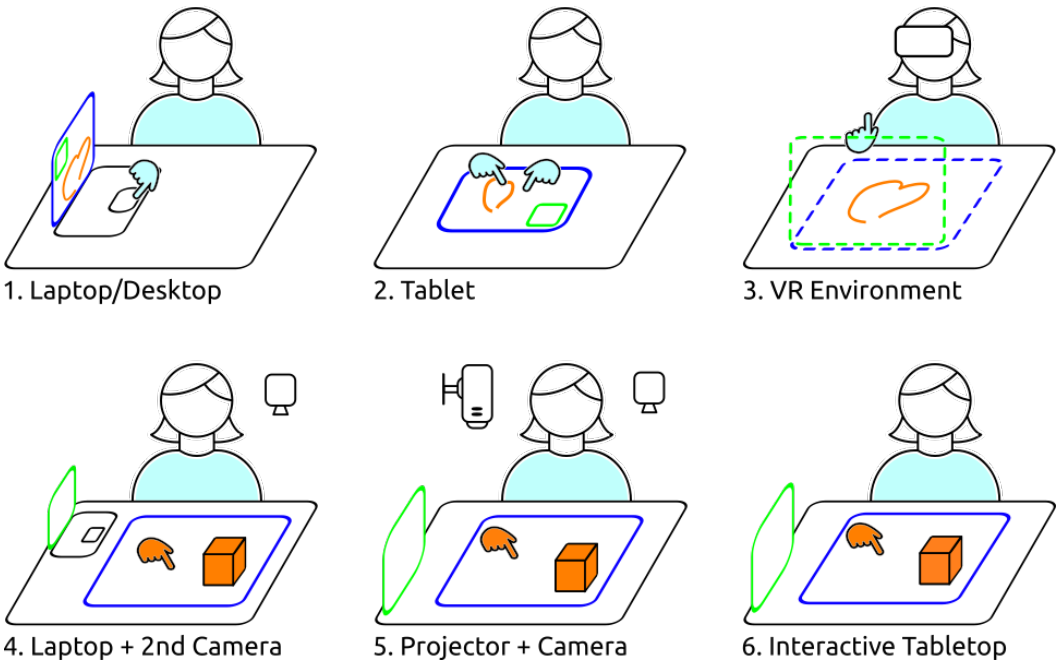 1. Laptop/Desktop
2. Tablet
3. VR Environment
4. Laptop + 2nd Camera
5. Projector + Camera
6. Interactive Tabletop